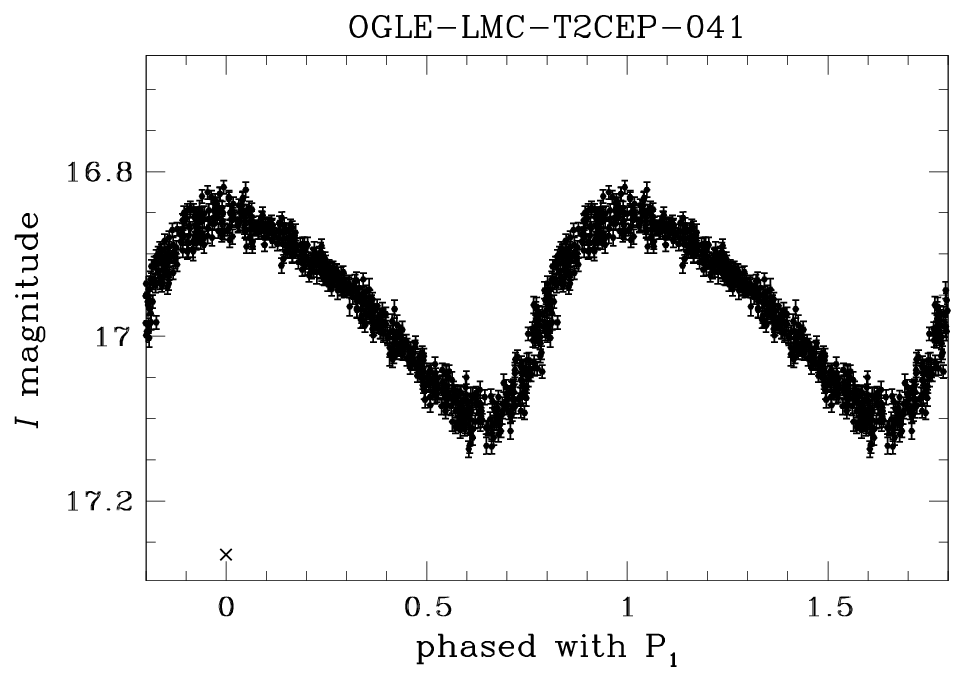 OGLE-LMC-T2CEP-041
16.8
17
17.2
I magnitude
0 0.5 1 1.5
phased with P₁